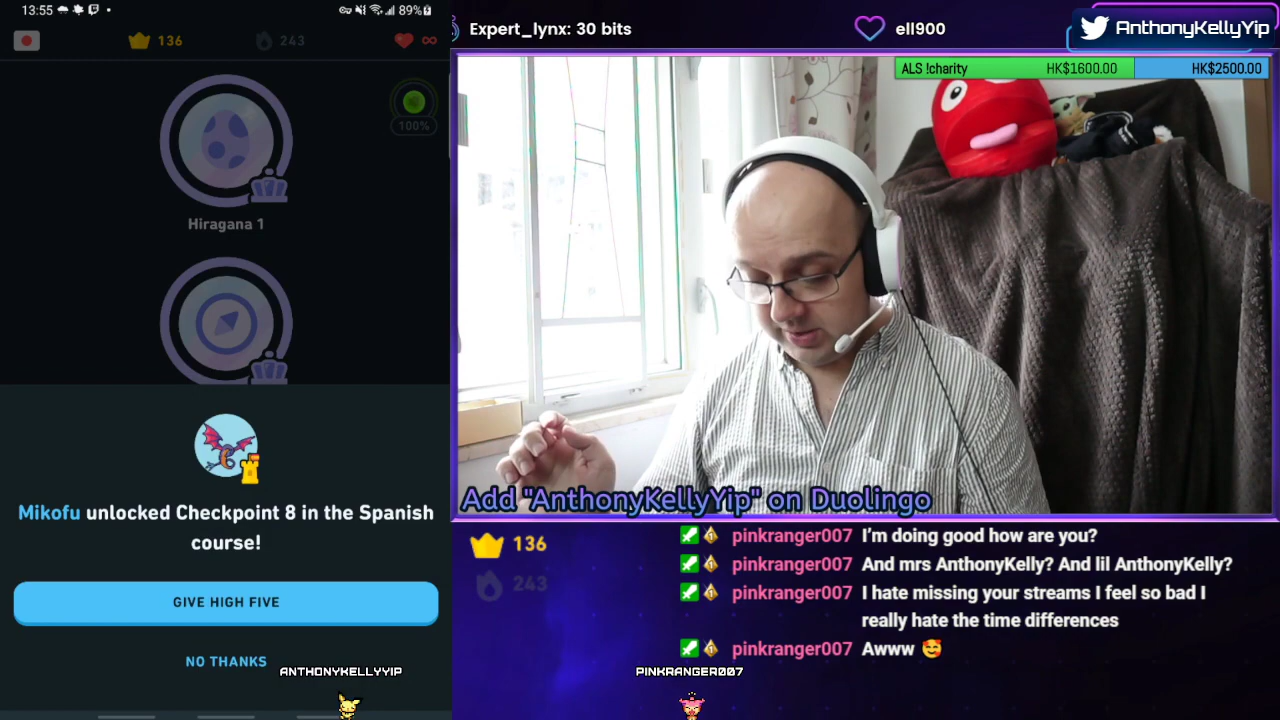 13:55
89%
136
243
∞
100%
Hiragana 1
Mikofu unlocked Checkpoint 8 in the Spanish
course!
GIVE HIGH FIVE
NO THANKS
ANTHONYKELLYYIP
Expert_lynx: 30 bits
ell900
AnthonyKellyYip
ALS !charity HK$1600.00 HK$2500.00
Add "AnthonyKellyYip" on Duolingo
136
243
pinkranger007 I'm doing good how are you?
pinkranger007 And mrs AnthonyKelly? And lil AnthonyKelly?
pinkranger007 I hate missing your streams I feel so bad I
really hate the time differences
pinkranger007 Awww 🥰
PINKRANGER007